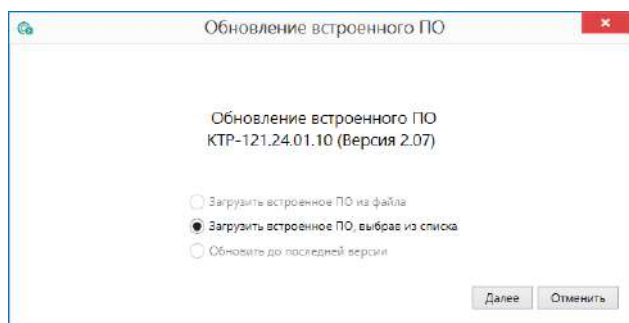 Обновление встроенного ПО
Обновление встроенного ПО
КТР-121.24.01.10 (Версия 2.07)
Загрузить встроенное ПО из файла
Загрузить встроенное ПО, выбрав из списка
Обновить до последней версии
Далее
Отменить